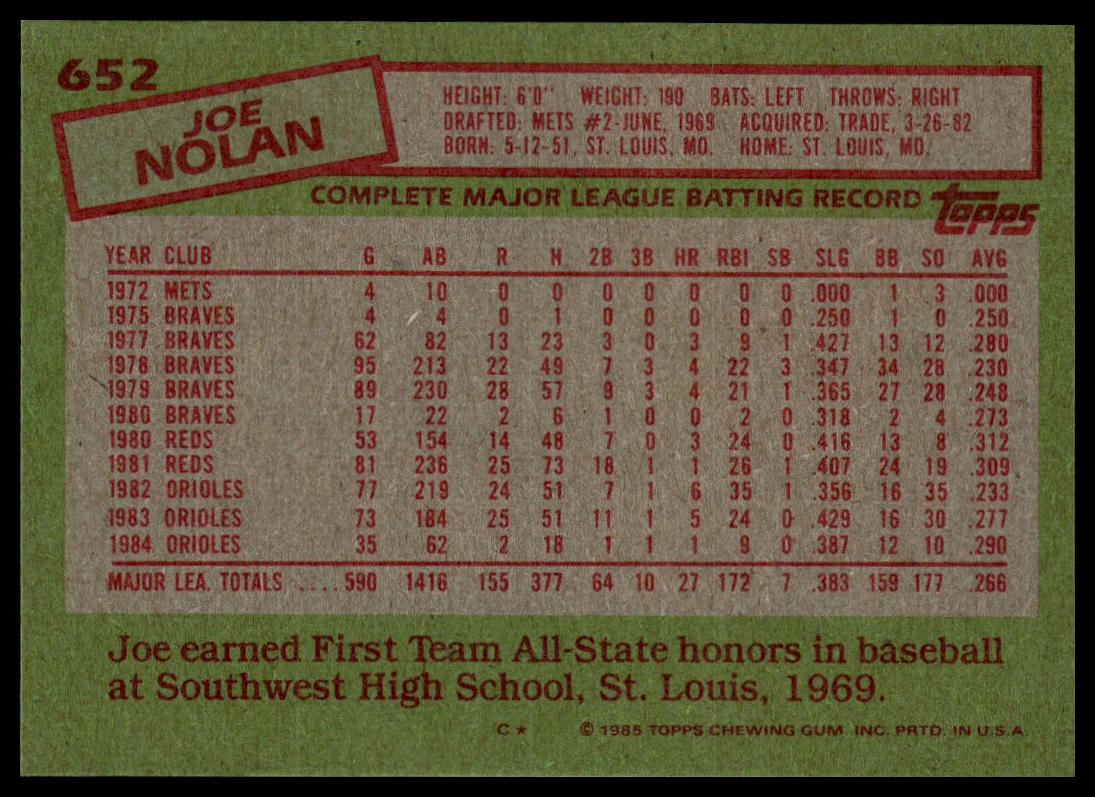 652
JOE
NOLAN
HEIGHT: 6'0" WEIGHT: 190 BATS: LEFT THROWS: RIGHT
DRAFTED: METS #2-JUNE, 1969 ACQUIRED: TRADE, 3-26-82
BORN: 5-12-51, ST. LOUIS, MO. HOME: ST. LOUIS, MO.
COMPLETE MAJOR LEAGUE BATTING RECORD topps
YEAR CLUB G AB R H 2B 3B HR RBI SB SLG BB SO AVG
1972 METS 4 10 0 0 0 0 0 0 0 .000 1 3 .000
1975 BRAVES 4 4 0 1 0 0 0 0 0 .250 1 0 .250
1977 BRAVES 62 82 13 23 3 0 3 9 1 .427 13 12 .280
1978 BRAVES 95 213 22 49 7 3 4 22 3 .347 34 28 .230
1979 BRAVES 89 230 28 57 9 3 4 21 1 .365 27 28 .248
1980 BRAVES 17 22 2 6 1 0 0 2 0 .318 2 4 .273
1980 REDS 53 154 14 48 7 0 3 24 0 .416 13 8 .312
1981 REDS 81 236 25 73 18 1 1 26 1 .407 24 19 .309
1982 ORIOLES 77 219 24 51 7 1 6 35 1 .356 16 35 .233
1983 ORIOLES 73 184 25 51 11 1 5 24 0 .429 16 30 .277
1984 ORIOLES 35 62 2 18 1 1 1 9 0 .387 12 10 .290
MAJOR LEA. TOTALS ....590 1416 155 377 64 10 27 172 7 .383 159 177 .266
Joe earned First Team All-State honors in baseball
at Southwest High School, St. Louis, 1969.
C★ © 1985 TOPPS CHEWING GUM, INC. PRTD. IN U.S.A.